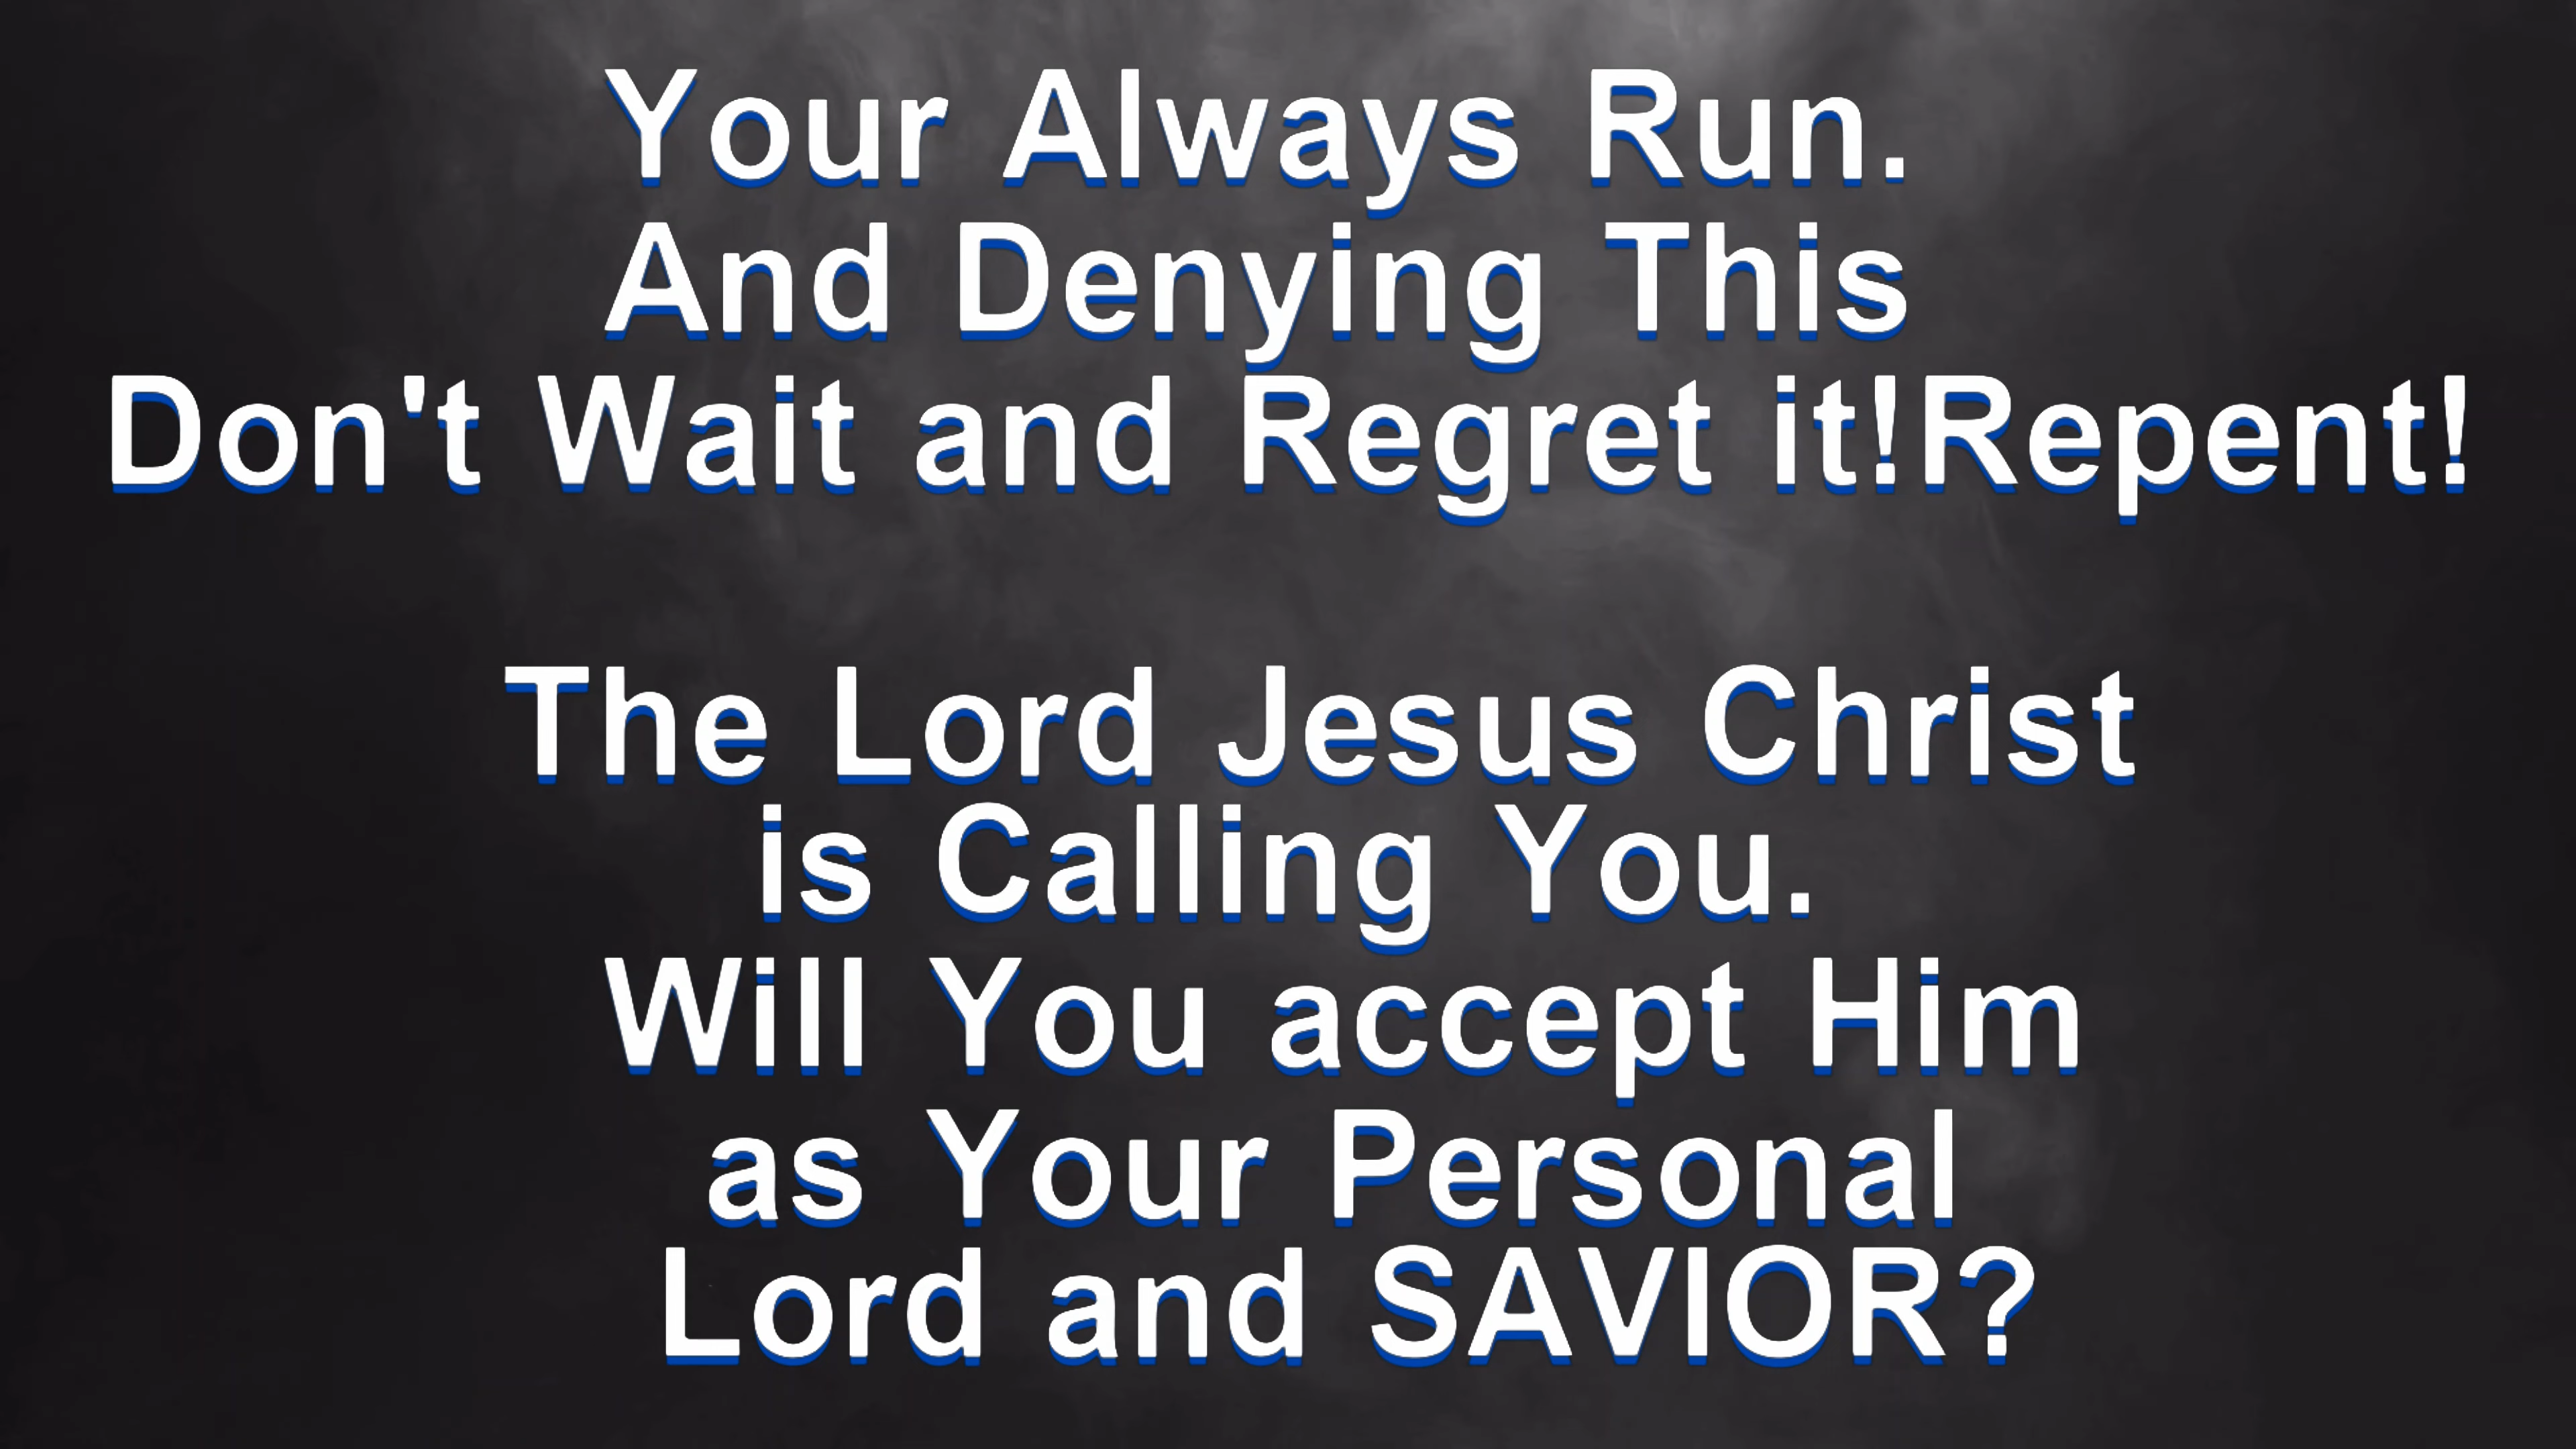 Your Always Run.
And Denying This
Don't Wait and Regret it!Repent!
The Lord Jesus Christ
is Calling You.
Will You accept Him
as Your Personal
Lord and SAVIOR?